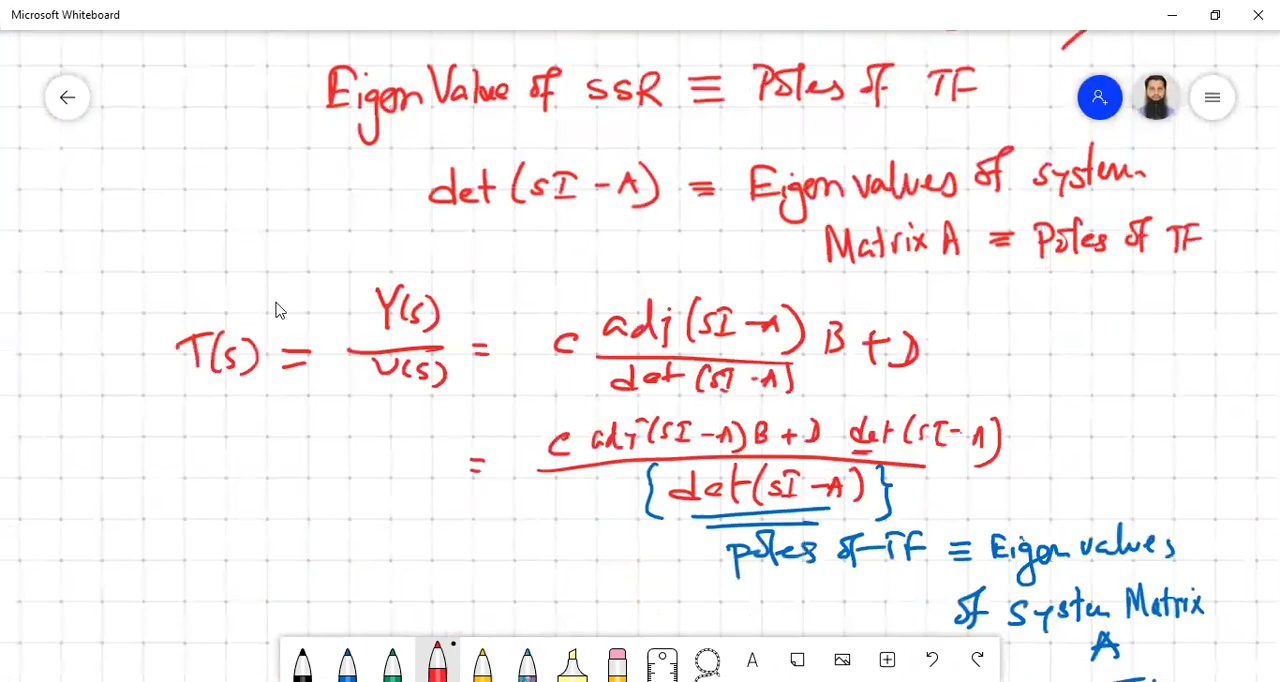 Microsoft Whiteboard
Eigen Value of SSR ≡ Poles of TF
det (sI - A) = Eigen values of system
Matrix A = Poles of TF
T(s) = Y(s) / U(s) = C adj(sI - A) / det (sI - A) B + D
= C adj(sI - A) B + D det (sI - A) / {det (sI - A)}
poles of TF ≡ Eigen values
of System Matrix
A